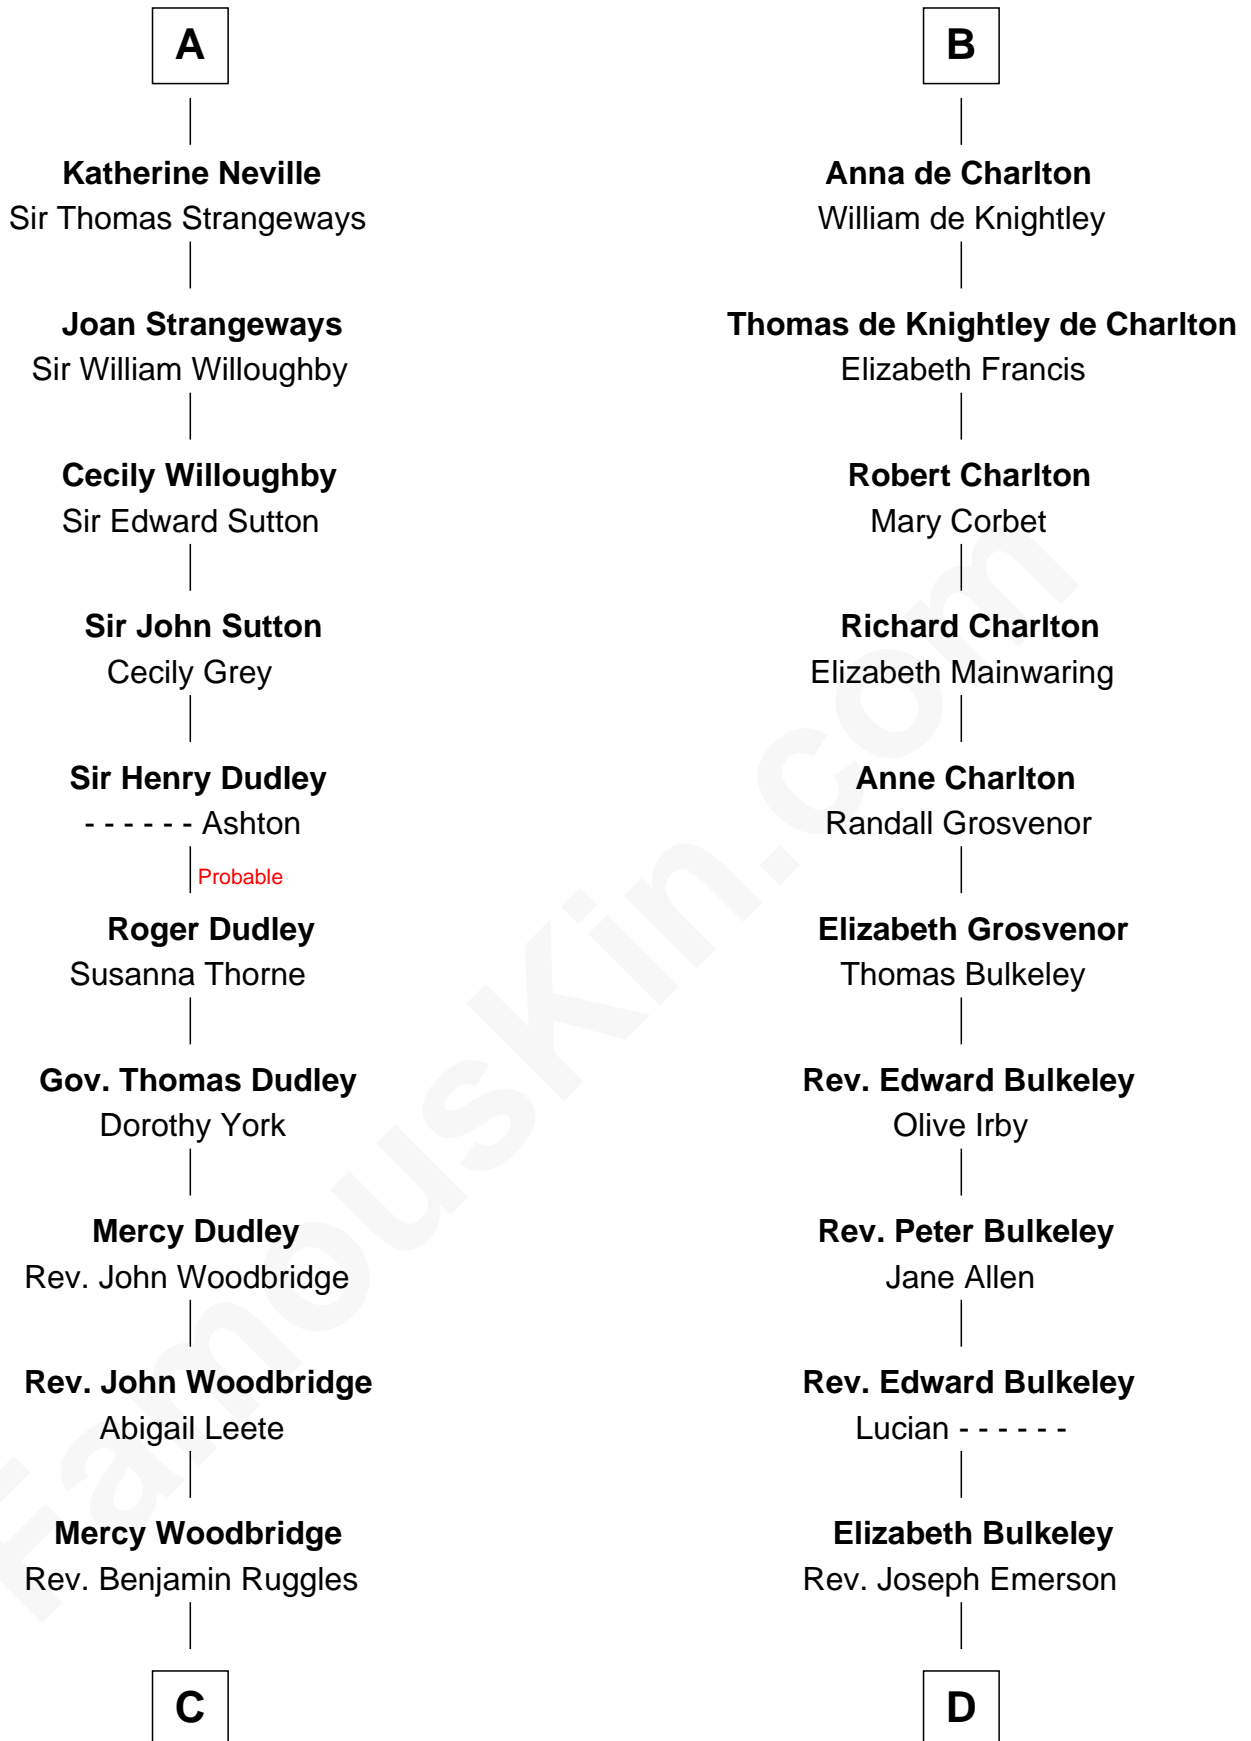 A
Katherine Neville
Sir Thomas Strangeways
Joan Strangeways
Sir William Willoughby
Cecily Willoughby
Sir Edward Sutton
Sir John Sutton
Cecily Grey
Sir Henry Dudley
- - - - - - Ashton
Probable
Roger Dudley
Susanna Thorne
Gov. Thomas Dudley
Dorothy York
Mercy Dudley
Rev. John Woodbridge
Rev. John Woodbridge
Abigail Leete
Mercy Woodbridge
Rev. Benjamin Ruggles
C
B
Anna de Charlton
William de Knightley
Thomas de Knightley de Charlton
Elizabeth Francis
Robert Charlton
Mary Corbet
Richard Charlton
Elizabeth Mainwaring
Anne Charlton
Randall Grosvenor
Elizabeth Grosvenor
Thomas Bulkeley
Rev. Edward Bulkeley
Olive Irby
Rev. Peter Bulkeley
Jane Allen
Rev. Edward Bulkeley
Lucian - - - - - -
Elizabeth Bulkeley
Rev. Joseph Emerson
D
FamousKin.com